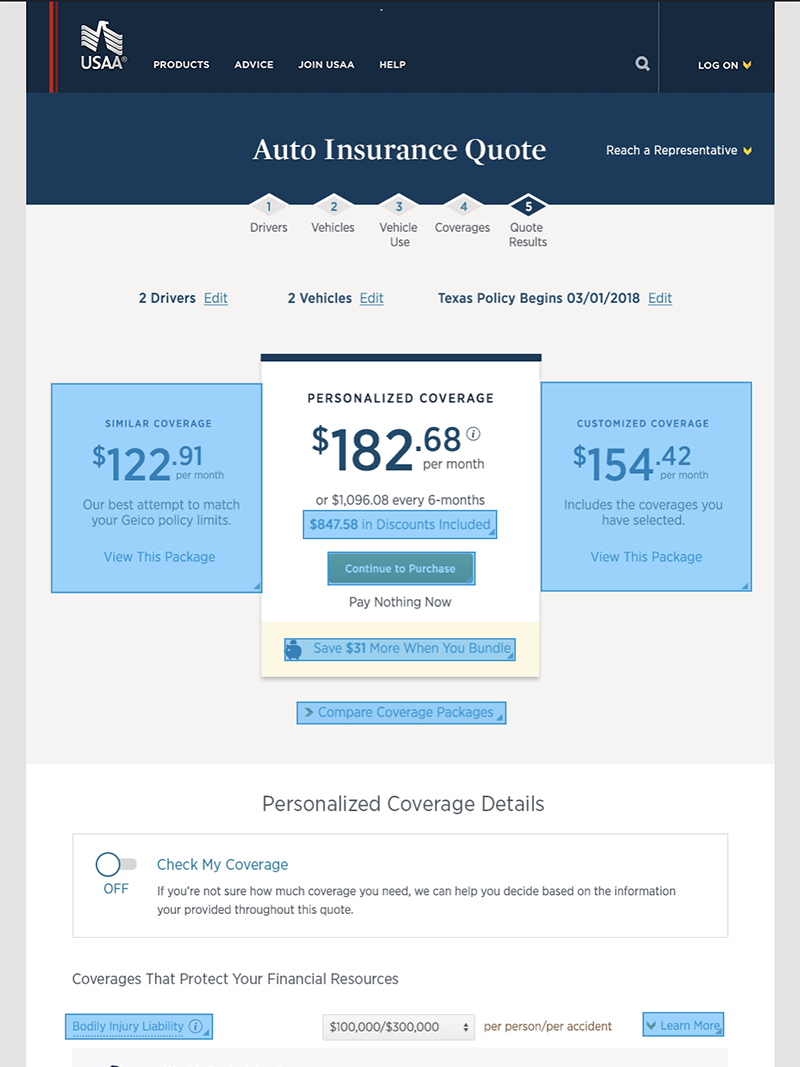 USAA®
PRODUCTS ADVICE JOIN USAA HELP
LOG ON
Auto Insurance Quote
Reach a Representative
1 2 3 4 5
Drivers Vehicles Vehicle Use Coverages Quote Results
2 Drivers Edit 2 Vehicles Edit Texas Policy Begins 03/01/2018 Edit
SIMILAR COVERAGE
$122.91
per month
Our best attempt to match
your Geico policy limits.
View This Package
PERSONALIZED COVERAGE
$182.68 i
per month
or $1,096.08 every 6-months
$847.58 in Discounts Included
Continue to Purchase
Pay Nothing Now
Save $31 More When You Bundle
CUSTOMIZED COVERAGE
$154.42
per month
Includes the coverages you
have selected.
View This Package
Compare Coverage Packages
Personalized Coverage Details
OFF
Check My Coverage
If you're not sure how much coverage you need, we can help you decide based on the information
your provided throughout this quote.
Coverages That Protect Your Financial Resources
Bodily Injury Liability i $100,000/$300,000 per person/per accident Learn More